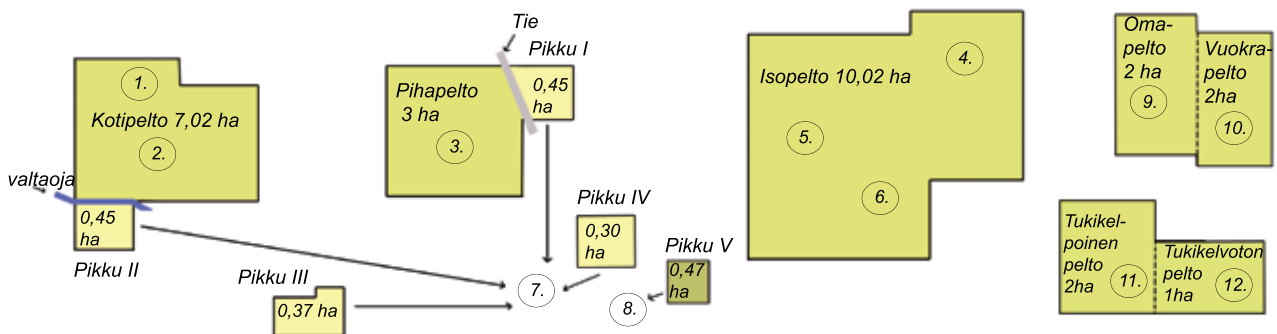 1.
Kotipelto 7,02 ha
2.
valtaoja
0,45
ha
Pikku II
Tie
Pikku I
0,45
ha
Pihapelto
3 ha
3.
Pikku III
0,37 ha
Pikku IV
0,30
ha
7.
Pikku V
0,47
ha
8.
Isopelto 10,02 ha
4.
5.
6.
Oma-
pelto
2 ha
9.
Vuokra-
pelto
2ha
10.
Tukikel-
poinen
pelto
2ha
11.
Tukikelvoton
pelto
1ha
12.